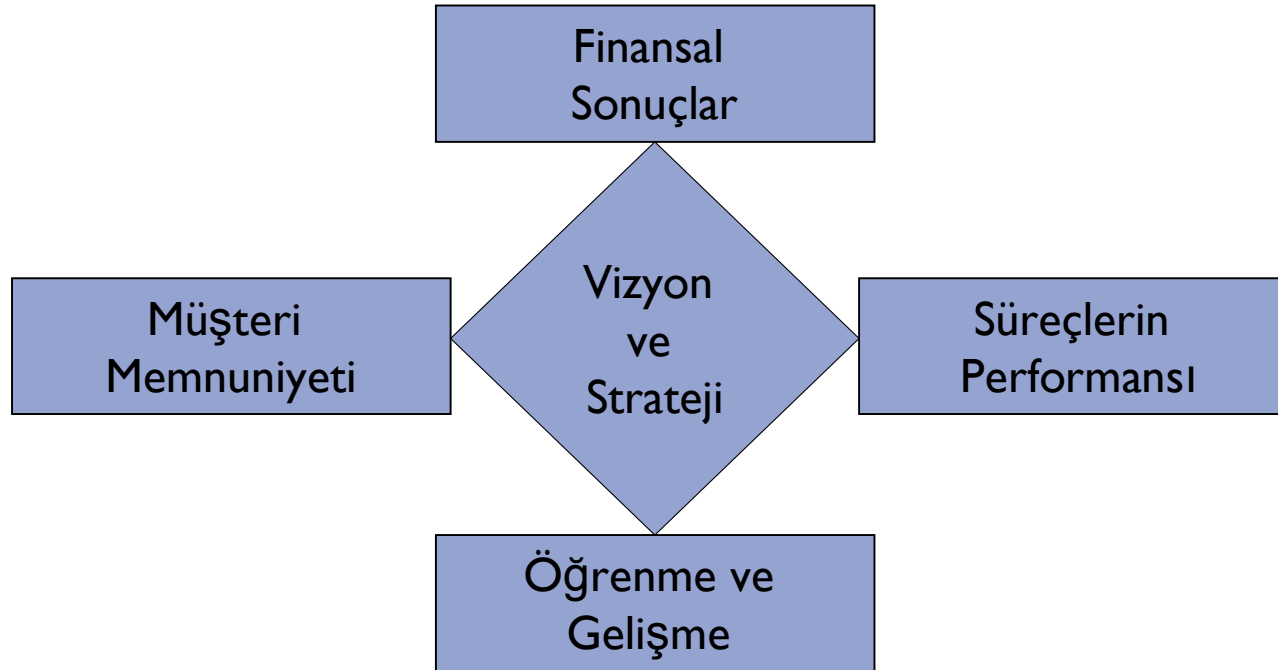 Finansal
Sonuçlar
Müşteri
Memnuniyeti
Vizyon
ve
Strateji
Süreçlerin
Performansı
Öğrenme ve
Gelişme